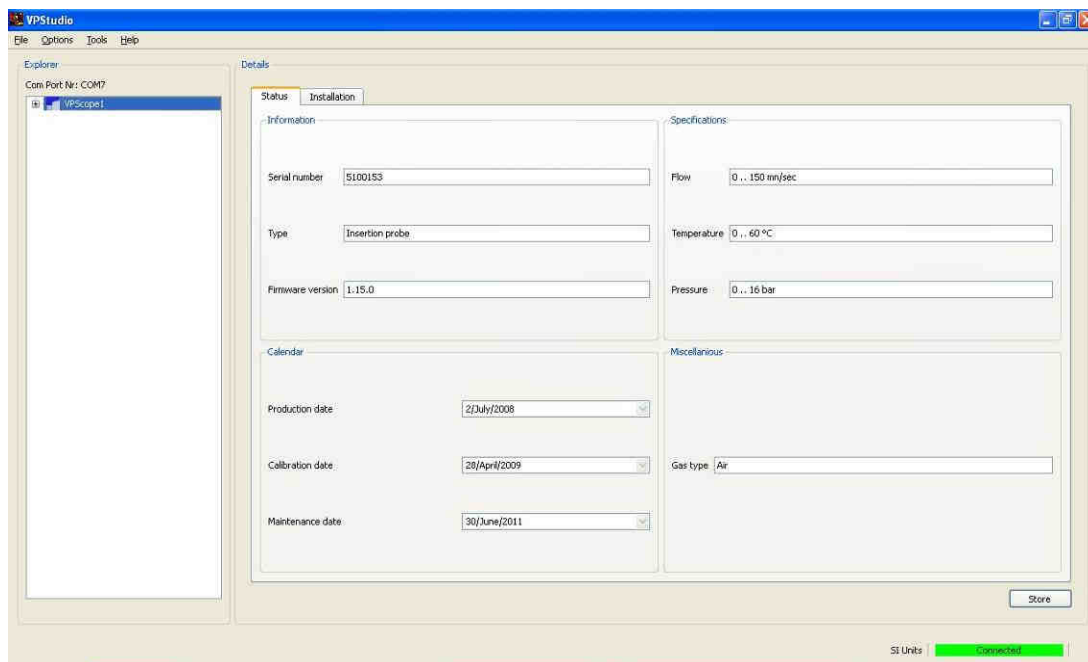 VPStudio
File Options Tools Help
Explorer
Com Port Nr: COM7
VPScope1
Details
Status Installation
Information
Serial number 5100153
Type Insertion probe
Firmware version 1.15.0
Specifications
Flow 0 .. 150 mn/sec
Temperature 0 .. 60 °C
Pressure 0 .. 16 bar
Calendar
Production date 2/July/2008
Calibration date 28/April/2009
Maintenance date 30/June/2011
Miscellanious
Gas type Air
Store
SI Units Connected